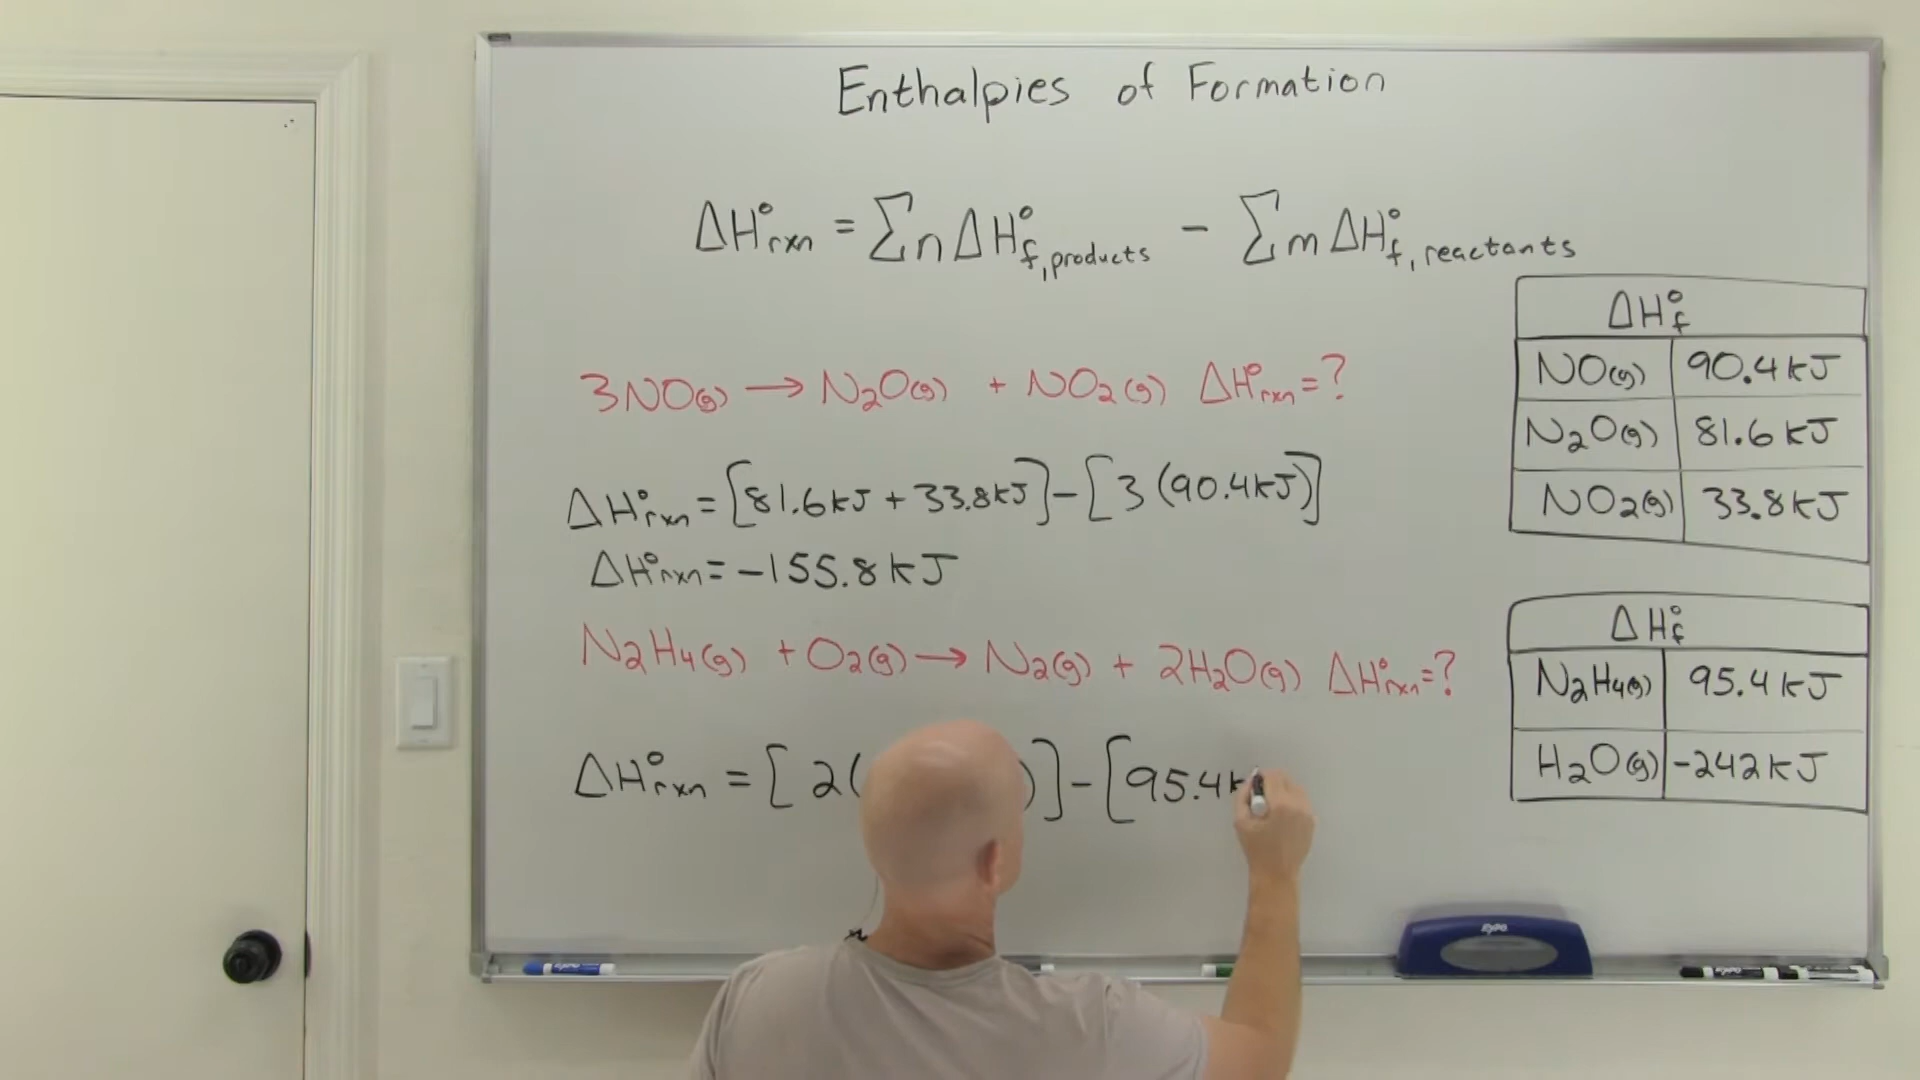 Enthalpies of Formation
ΔH°rxn = ΣnΔH°f, products - ΣmΔH°f, reactants
3NO(g) → N2O(g) + NO2(g) ΔH°rxn = ?
ΔH°rxn = [81.6kJ + 33.8kJ] - [3(90.4kJ)]
ΔH°rxn = -155.8kJ
N2H4(g) + O2(g) → N2(g) + 2H2O(g) ΔH°rxn = ?
ΔH°rxn = [2( )] - [95.4k
ΔH°f
NO(g) 90.4kJ
N2O(g) 81.6kJ
NO2(g) 33.8kJ
ΔH°f
N2H4(g) 95.4kJ
H2O(g) -242kJ
EXPO